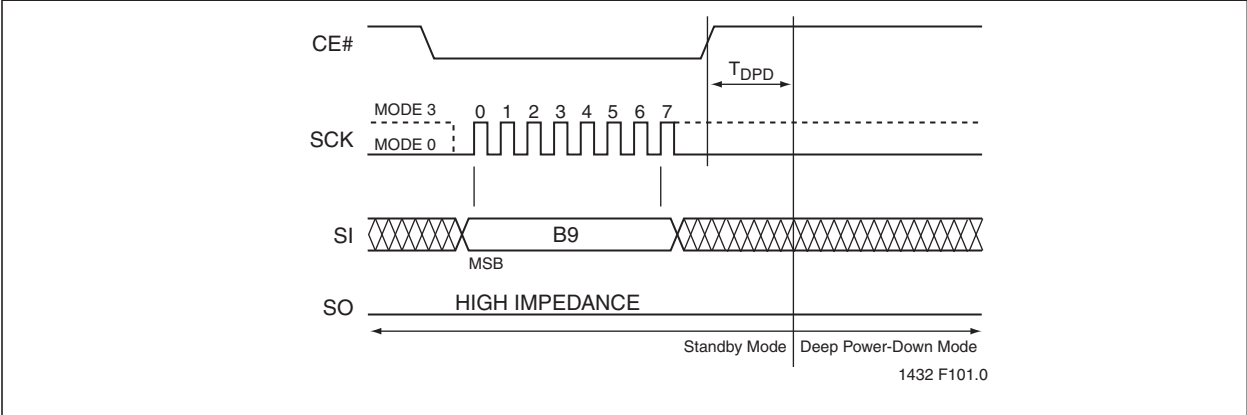 CE#
TDPD
MODE 3
0 1 2 3 4 5 6 7
SCK
MODE 0
SI
B9
MSB
SO
HIGH IMPEDANCE
Standby Mode
Deep Power-Down Mode
1432 F101.0